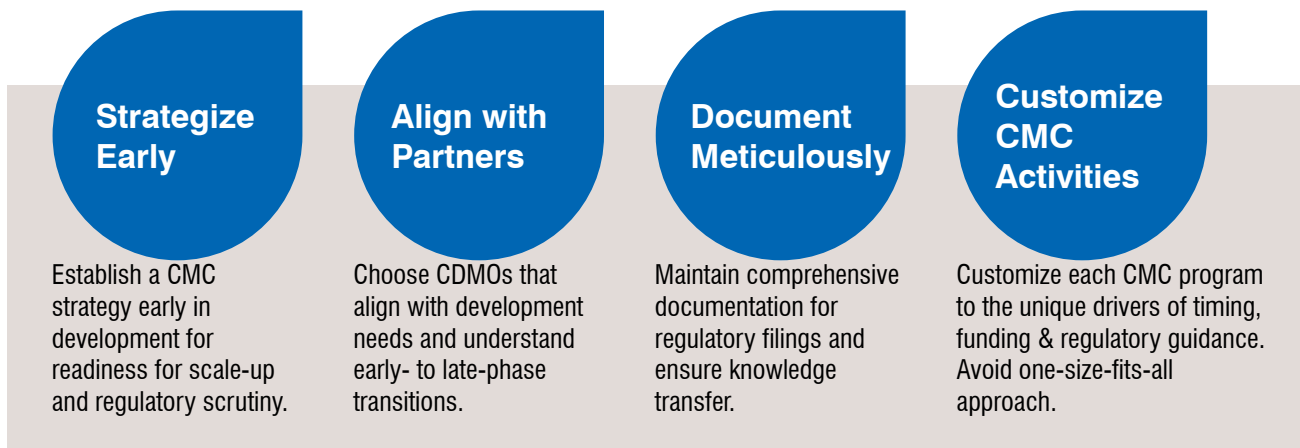 Strategize
Early
Establish a CMC
strategy early in
development for
readiness for scale-up
and regulatory scrutiny.
Align with
Partners
Choose CDMOs that
align with development
needs and understand
early- to late-phase
transitions.
Document
Meticulously
Maintain comprehensive
documentation for
regulatory filings and
ensure knowledge
transfer.
Customize
CMC
Activities
Customize each CMC program
to the unique drivers of timing,
funding & regulatory guidance.
Avoid one-size-fits-all
approach.